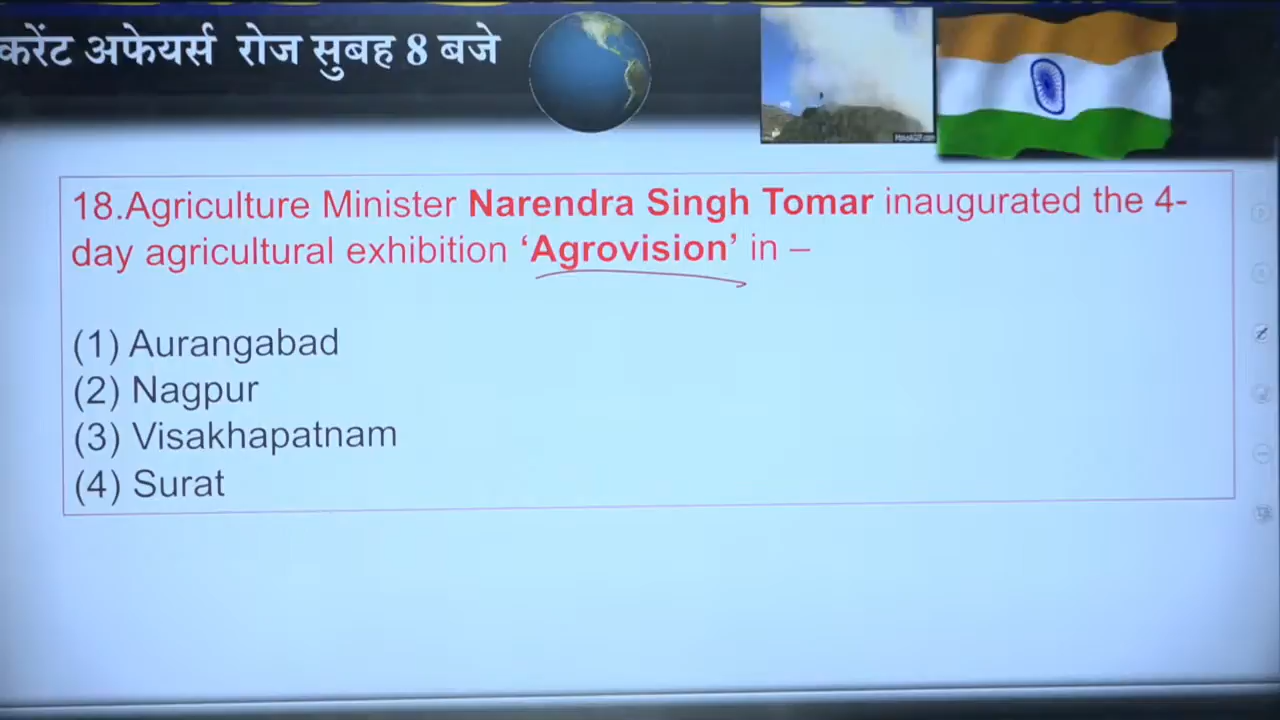 करेंट अफेयर्स रोज सुबह 8 बजे
18.Agriculture Minister Narendra Singh Tomar inaugurated the 4-
day agricultural exhibition ‘Agrovision’ in –
(1) Aurangabad
(2) Nagpur
(3) Visakhapatnam
(4) Surat